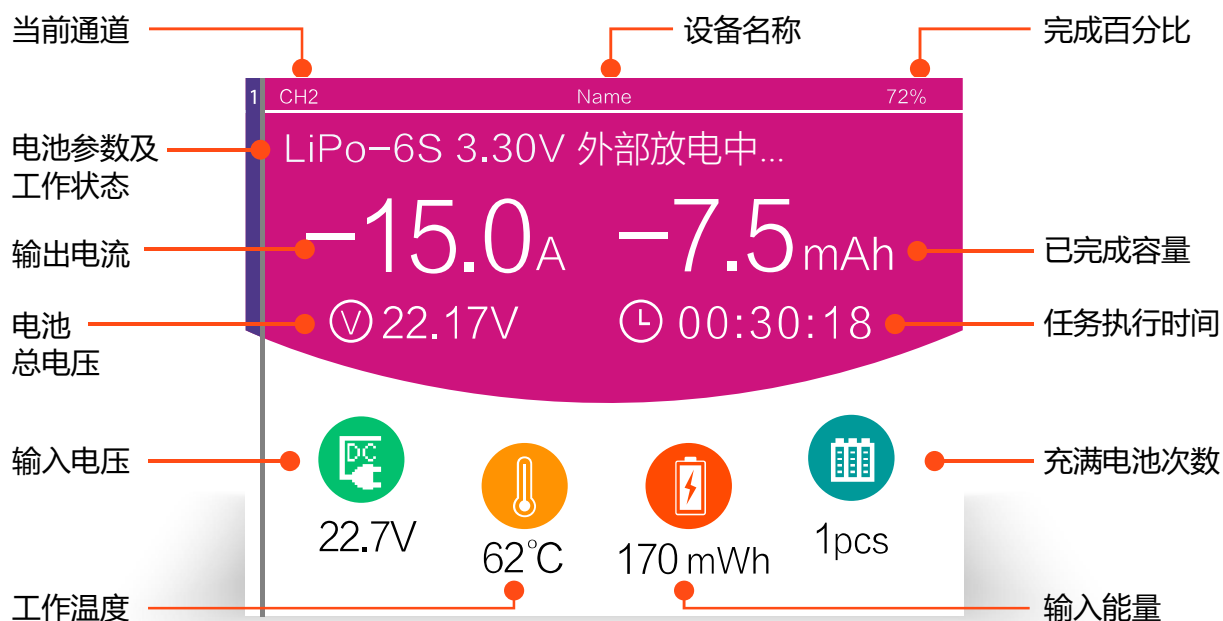 当前通道
设备名称
完成百分比
1
CH2
Name
72%
电池参数及
工作状态
LiPo-6S 3.30V 外部放电中...
输出电流
-15.0A
-7.5mAh
已完成容量
电池
总电压
V 22.17V
00:30:18
任务执行时间
输入电压
DC
充满电池次数
22.7V
62℃
170 mWh
1pcs
工作温度
输入能量